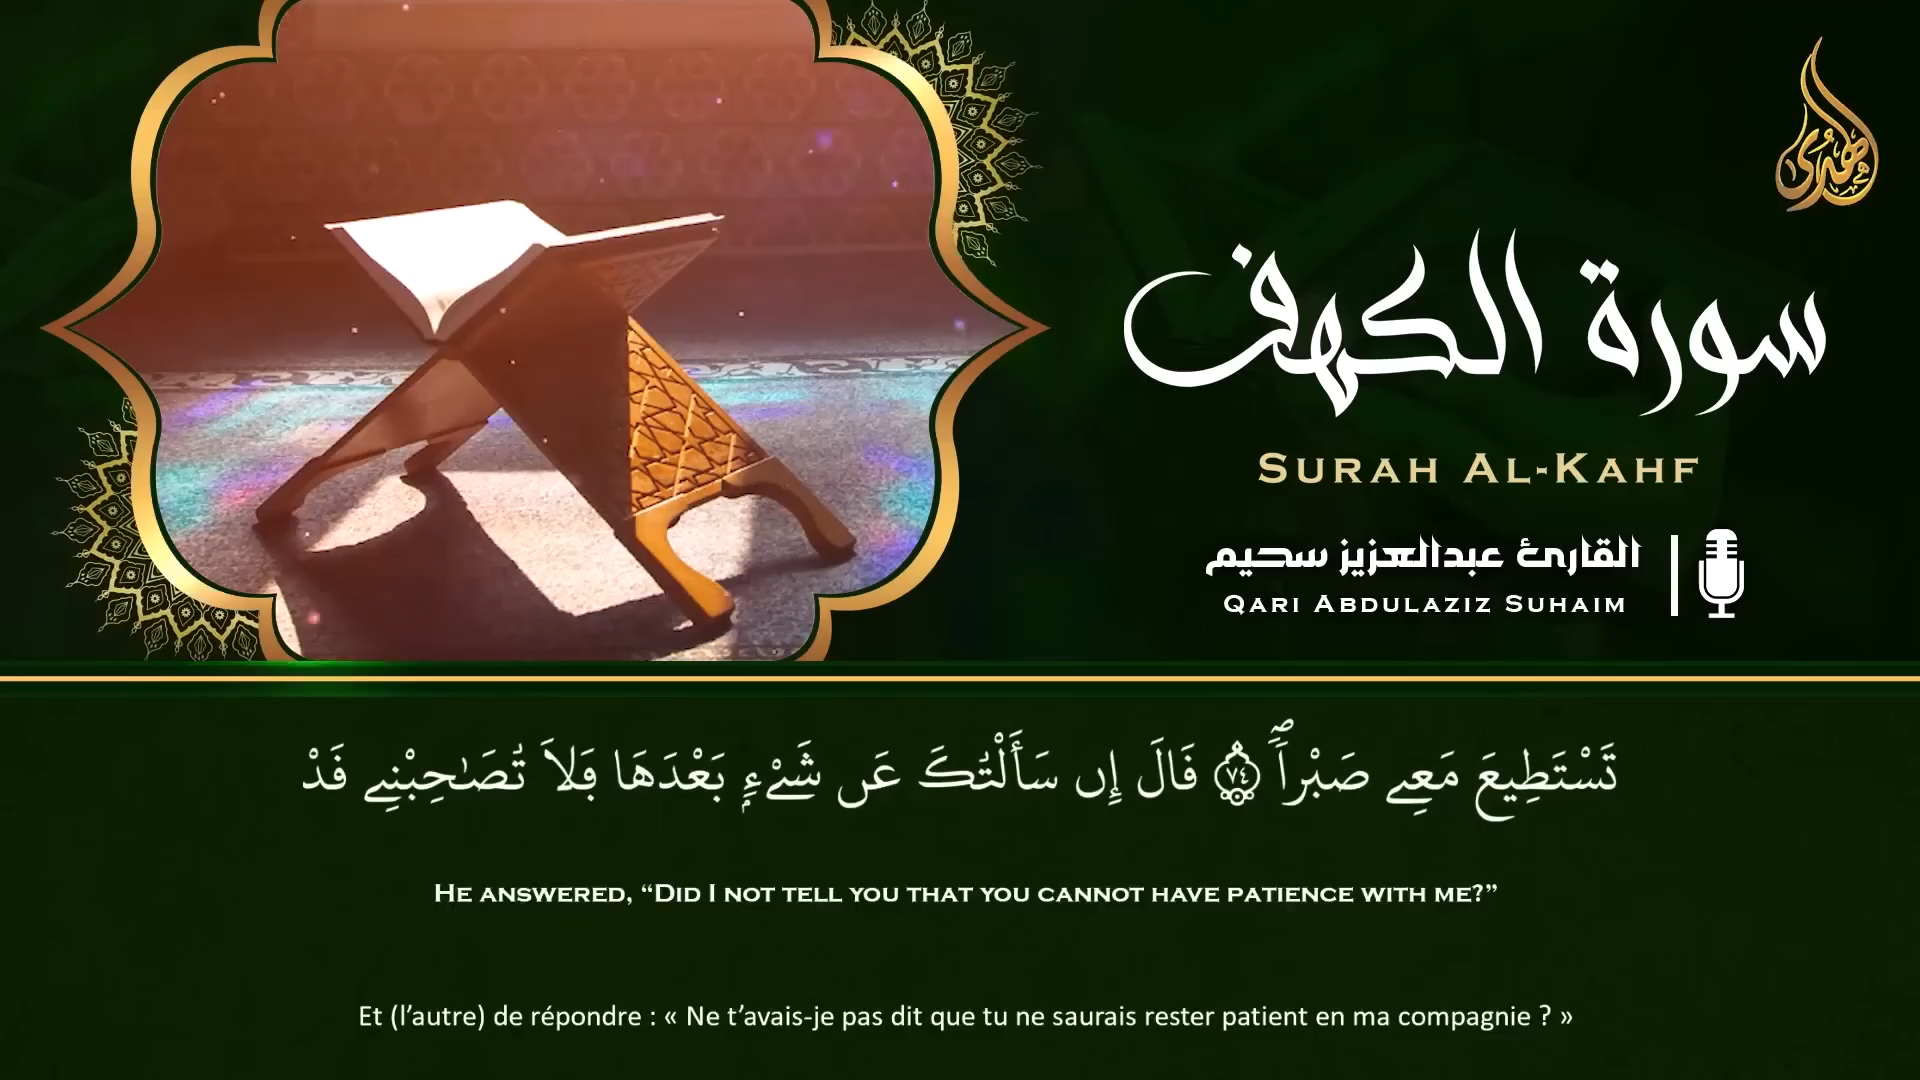 سورة الكهف
SURAH AL-KAHF
القارئ عبدالعزيز سحيم
QARI ABDULAZIZ SUHAIM
تَسْتَطِيعَ مَعِے صَبْراٗۖ ٧٤ قَالَ إِن سَأَلْتُكَ عَن شَےْءِۢ بَعْدَهَا فَلَا تُصَٰحِبْنِے قَدْ
HE ANSWERED, “DID I NOT TELL YOU THAT YOU CANNOT HAVE PATIENCE WITH ME?”
Et (l’autre) de répondre : « Ne t’avais-je pas dit que tu ne saurais rester patient en ma compagnie ? »